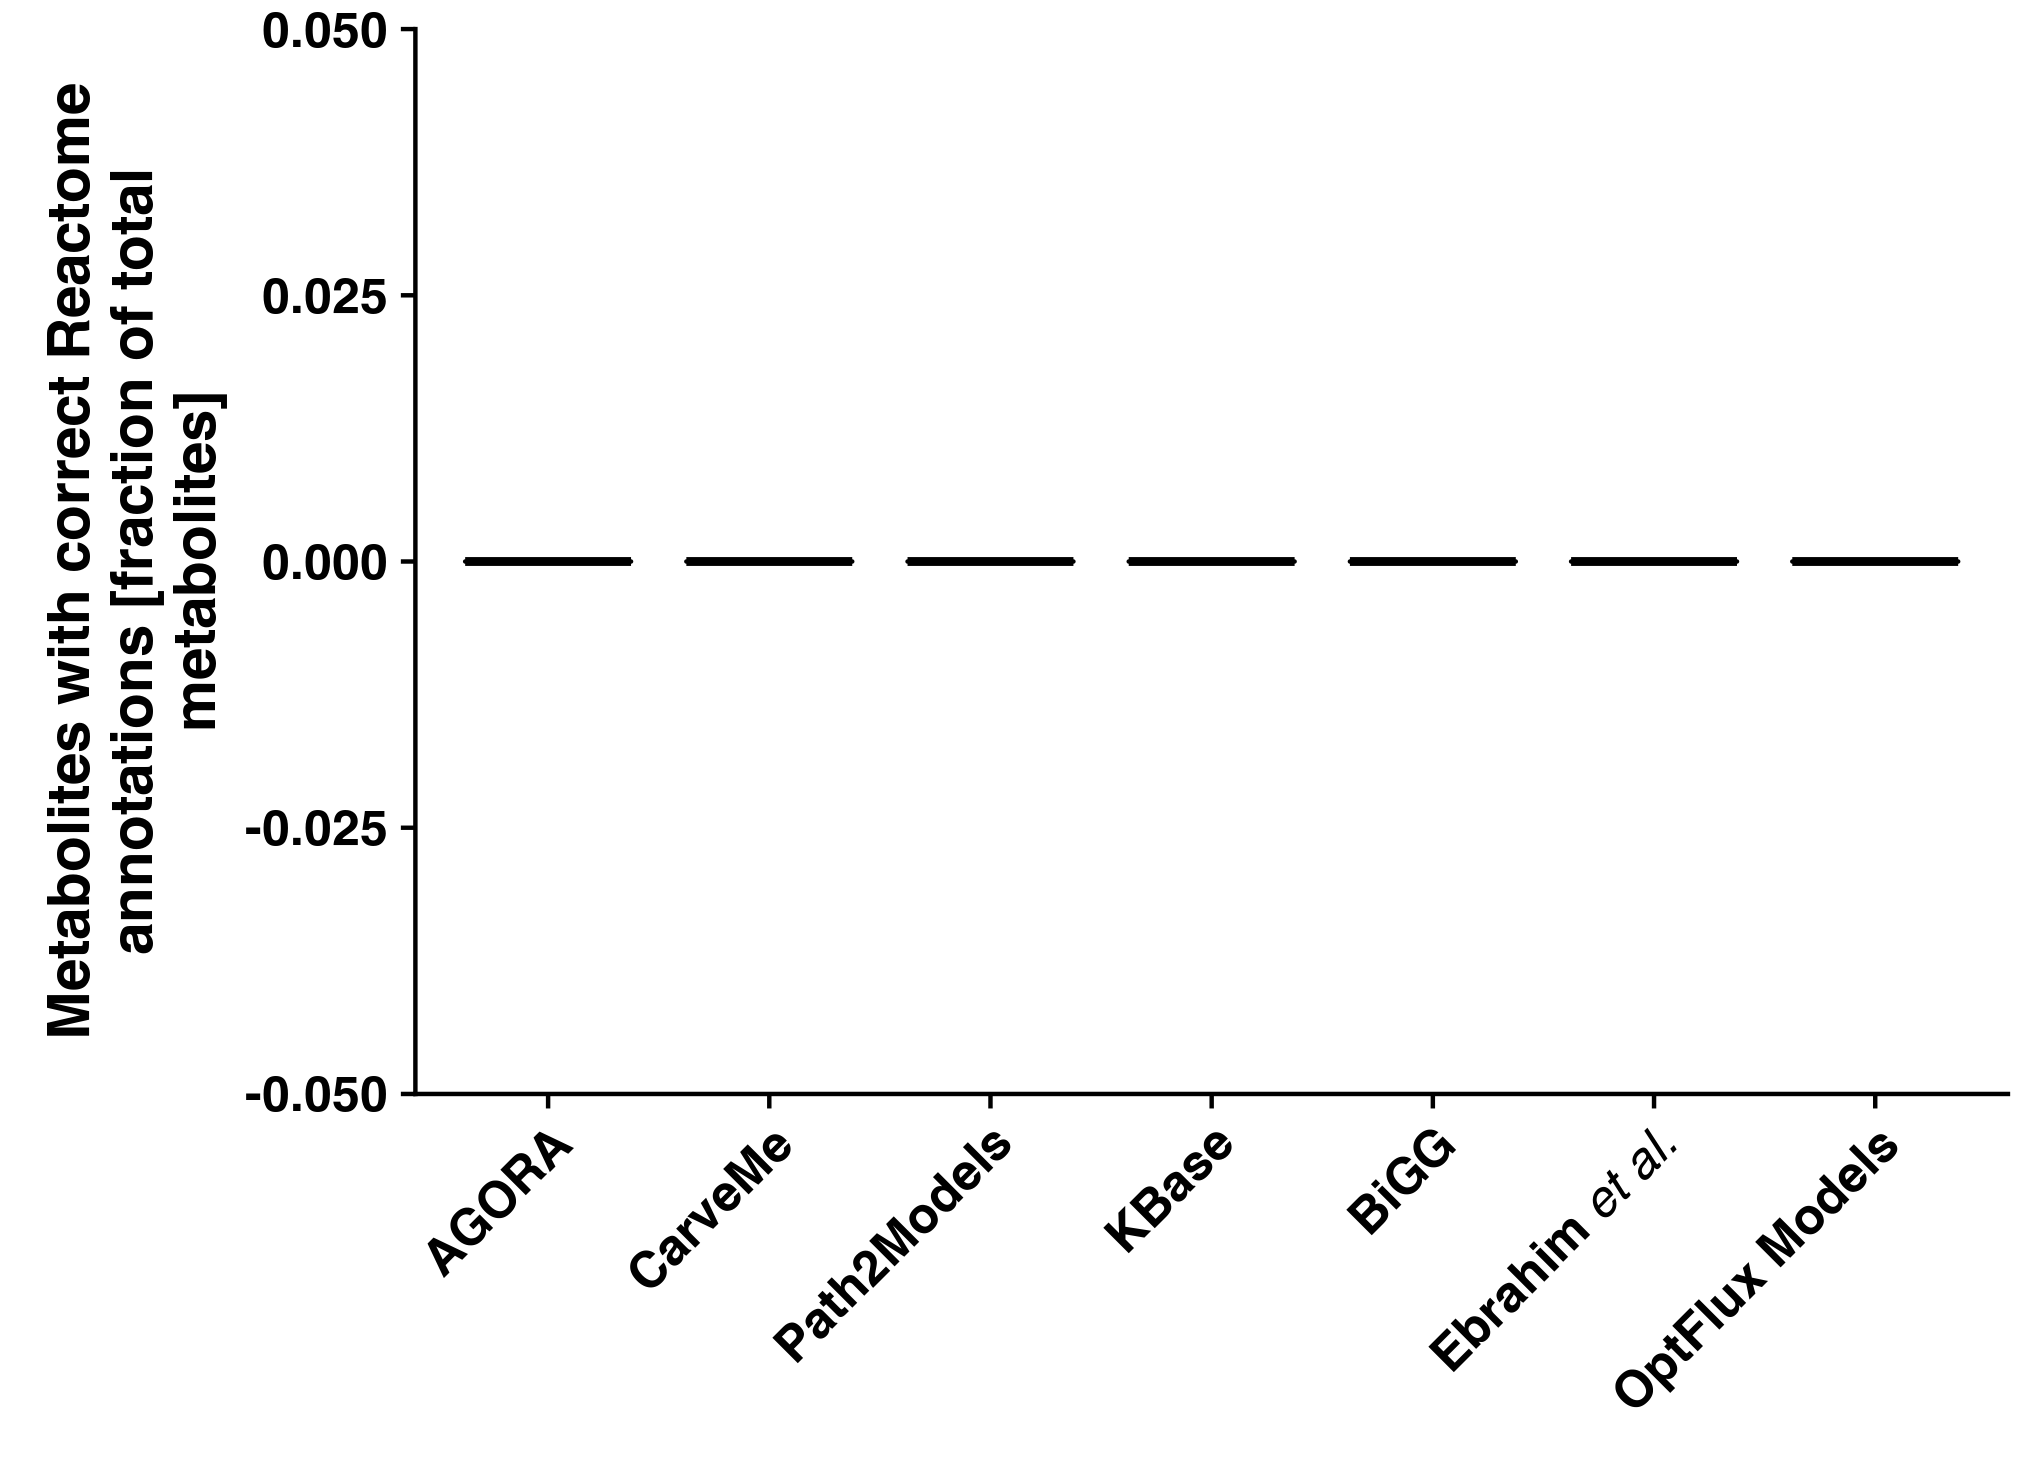 Metabolites with correct Reactome
annotations [fraction of total
metabolites]
0.050
0.025
0.000
-0.025
-0.050
AGORA
CarveMe
Path2Models
KBase
BiGG
Ebrahim et al.
OptFlux Models